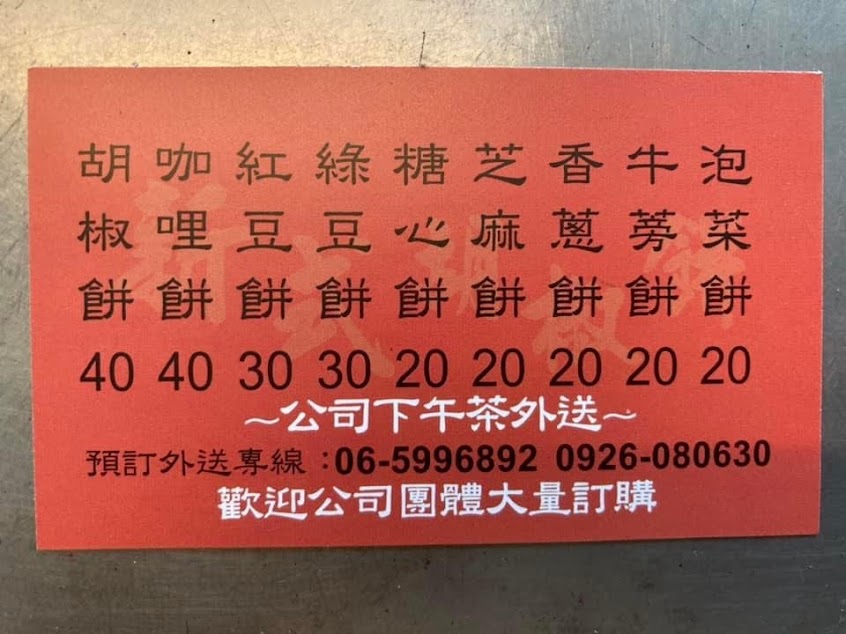 胡椒餅 40
咖哩餅 40
紅豆餅 30
綠豆餅 30
糖心餅 20
芝麻餅 20
香蔥餅 20
牛蒡餅 20
泡菜餅 20
~公司下午茶外送~
預訂外送專線：06-5996892 0926-080630
歡迎公司團體大量訂購